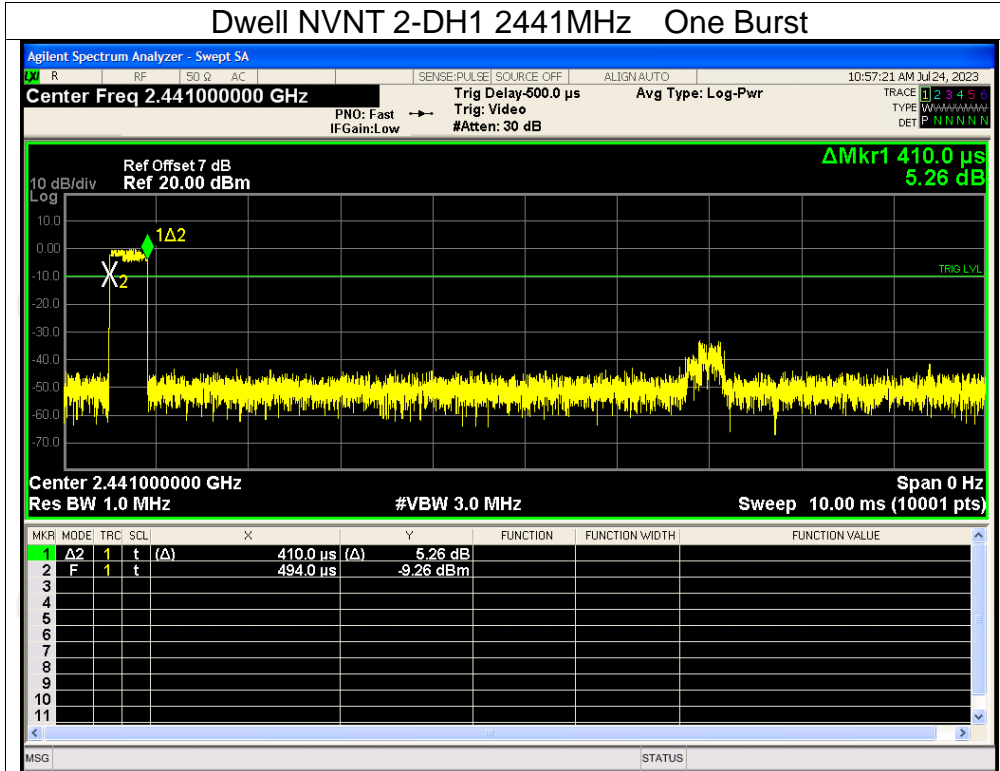 Dwell NVNT 2-DH1 2441MHz One Burst
Agilent Spectrum Analyzer - Swept SA
LXI R RF 50 Ω AC SENSE:PULSE SOURCE OFF ALIGN AUTO 10:57:21 AM Jul 24, 2023
Center Freq 2.441000000 GHz
PNO: Fast
IFGain:Low
Trig Delay-500.0 µs
Trig: Video
#Atten: 30 dB
Avg Type: Log-Pwr
TRACE 1 2 3 4 5 6
TYPE WWWWWW
DET P N N N N N
ΔMkr1 410.0 µs
5.26 dB
Ref Offset 7 dB
10 dB/div Ref 20.00 dBm
Log
10.0
0.00
-10.0
-20.0
-30.0
-40.0
-50.0
-60.0
-70.0
1Δ2
X2
TRIG LVL
Center 2.441000000 GHz Span 0 Hz
Res BW 1.0 MHz #VBW 3.0 MHz Sweep 10.00 ms (10001 pts)
MKR MODE TRC SCL X Y FUNCTION FUNCTION WIDTH FUNCTION VALUE
1 Δ2 1 t (Δ) 410.0 µs (Δ) 5.26 dB
2 F 1 t 494.0 µs -9.26 dBm
3
4
5
6
7
8
9
10
11
MSG STATUS